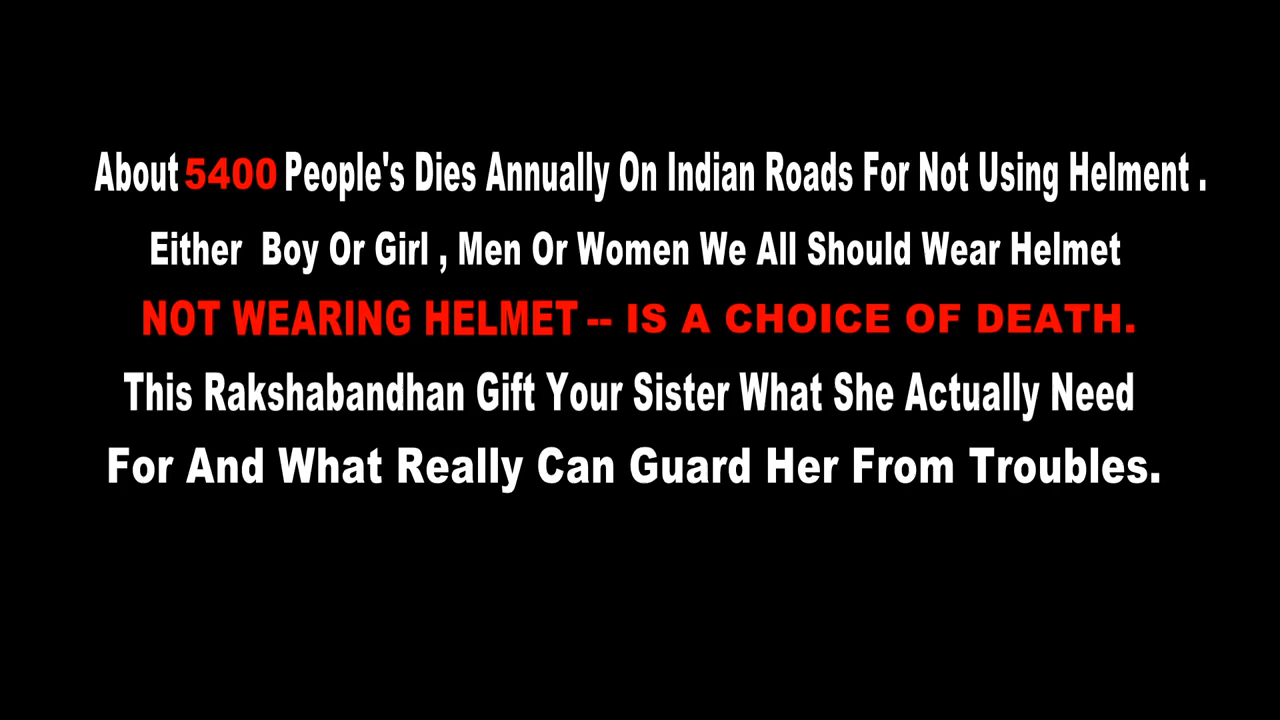 About 5400 People's Dies Annually On Indian Roads For Not Using Helment .
Either Boy Or Girl , Men Or Women We All Should Wear Helmet
NOT WEARING HELMET -- IS A CHOICE OF DEATH.
This Rakshabandhan Gift Your Sister What She Actually Need
For And What Really Can Guard Her From Troubles.